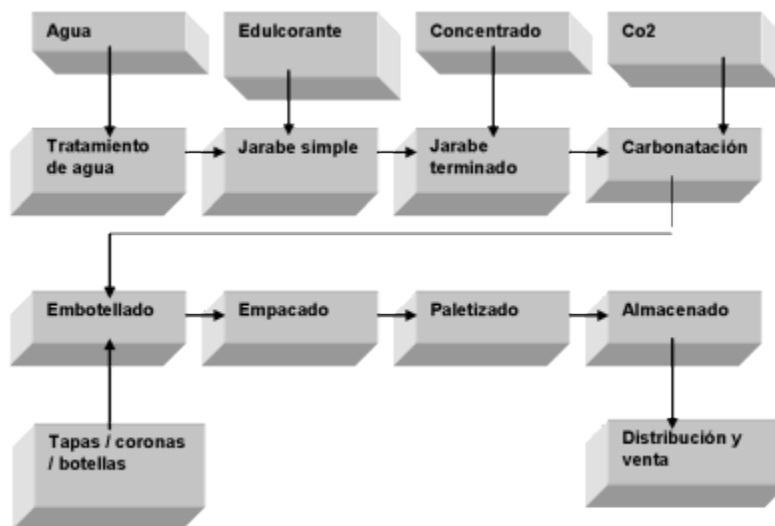 Agua
Edulcorante
Concentrado
Co2
Tratamiento
de agua
Jarabe simple
Jarabe
terminado
Carbonatación
Embotellado
Empacado
Paletizado
Almacenado
Tapas / coronas
/ botellas
Distribución y
venta